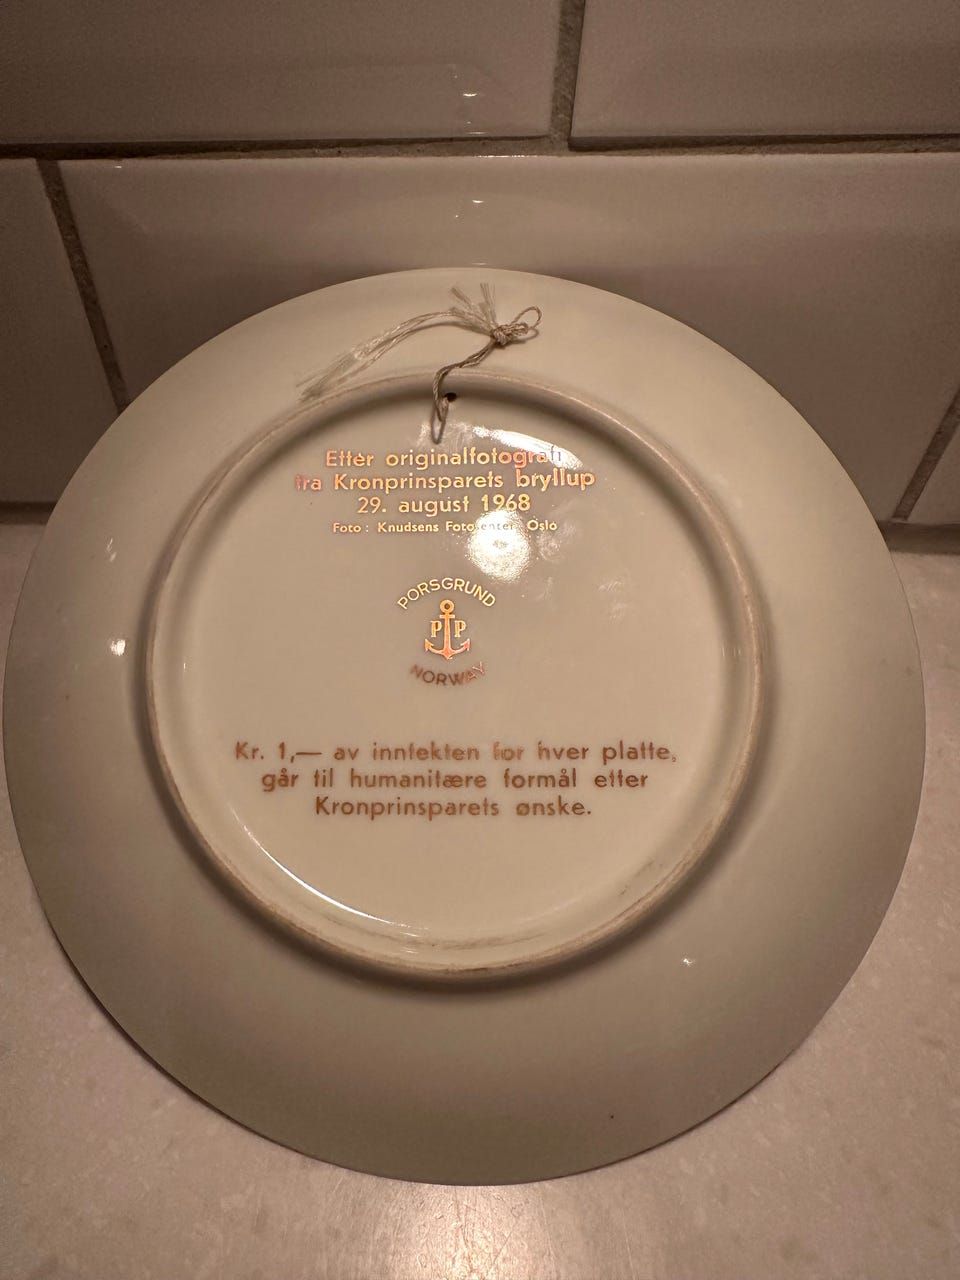 Etter originalfotografi
fra Kronprinsparets bryllup
29. august 1968
Foto: Knudsens Fotosenter, Oslo
PORSGRUND
P P
NORWAY
Kr. 1,— av inntekten for hver platte,
går til humanitære formål etter
Kronprinsparets ønske.